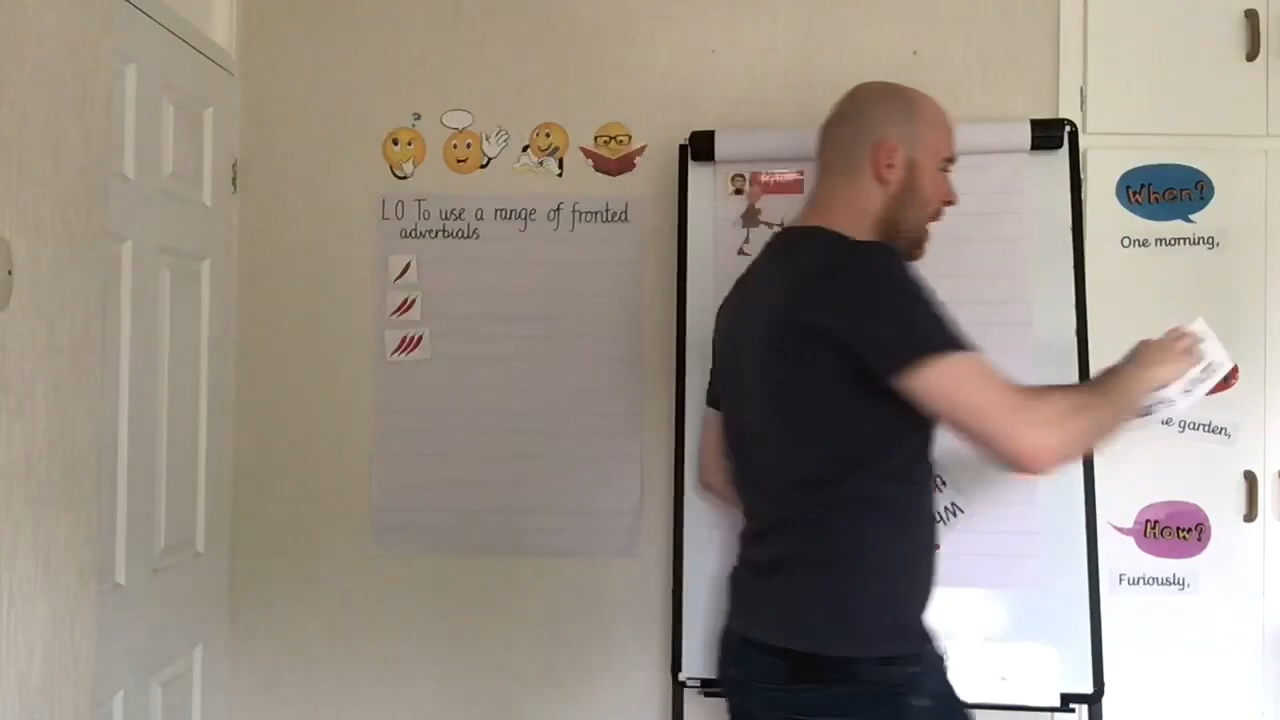 LO To use a range of fronted
adverbials
When?
One morning,
garden,
How?
Furiously,